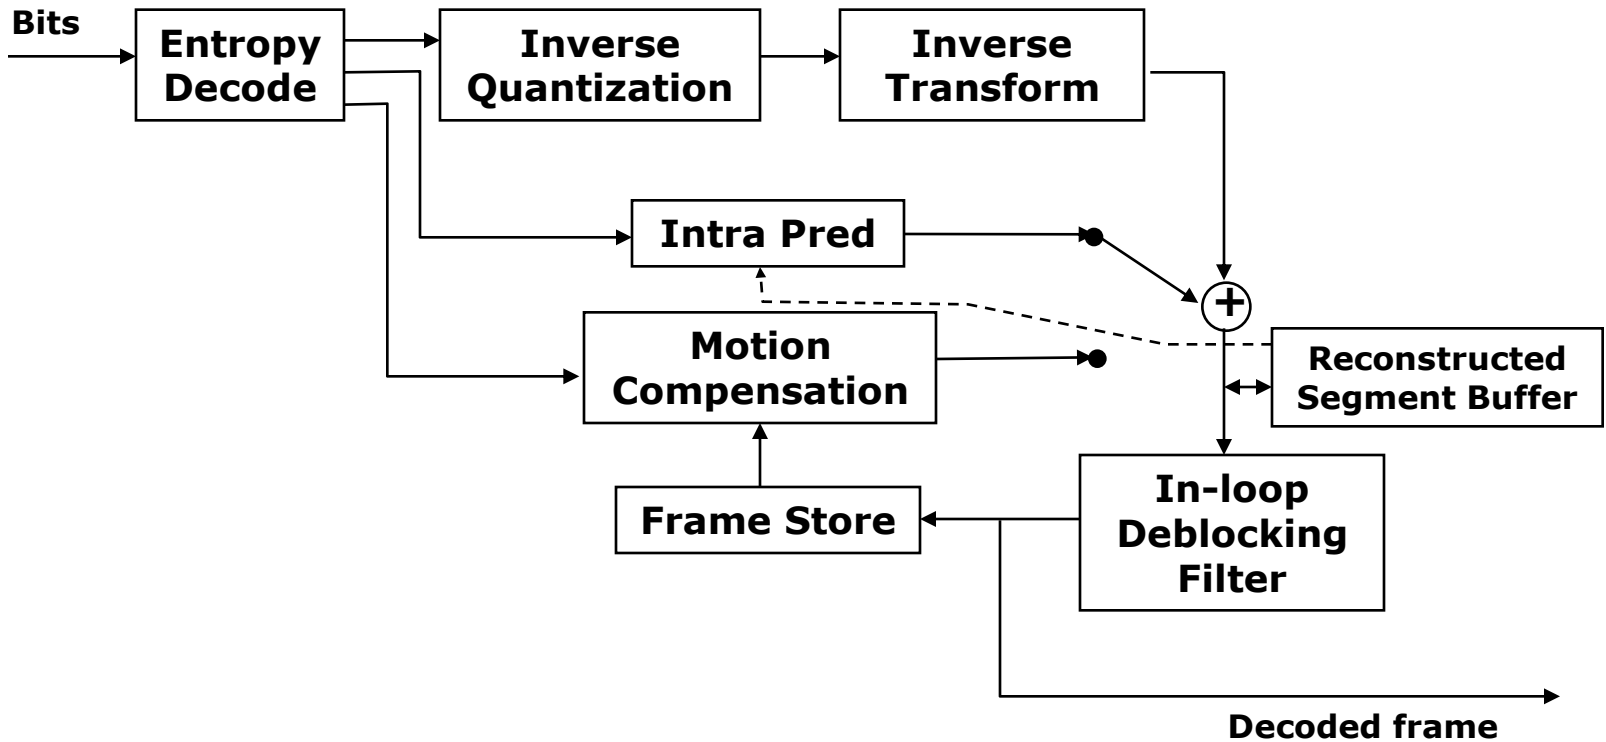 Bits
Entropy
Decode
Inverse
Quantization
Inverse
Transform
Intra Pred
+
Motion
Compensation
Reconstructed
Segment Buffer
Frame Store
In-loop
Deblocking
Filter
Decoded frame